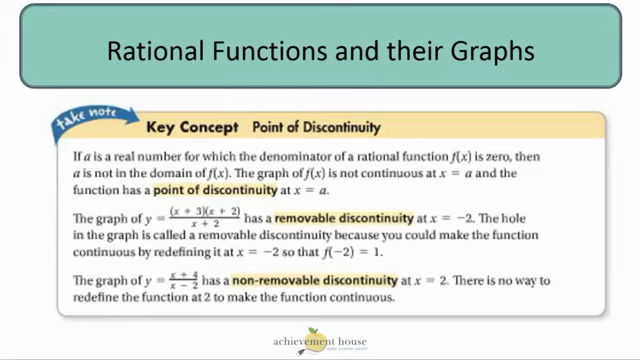 Rational Functions and their Graphs
take note
Key Concept Point of Discontinuity
If a is a real number for which the denominator of a rational function f(x) is zero, then
a is not in the domain of f(x). The graph of f(x) is not continuous at x = a and the
function has a point of discontinuity at x = a.
The graph of y = (x + 3)(x + 2)/x + 2 has a removable discontinuity at x = −2. The hole
in the graph is called a removable discontinuity because you could make the function
continuous by redefining it at x = −2 so that f(−2) = 1.
The graph of y = x + 4/x − 2 has a non-removable discontinuity at x = 2. There is no way to
redefine the function at 2 to make the function continuous.
achievement house